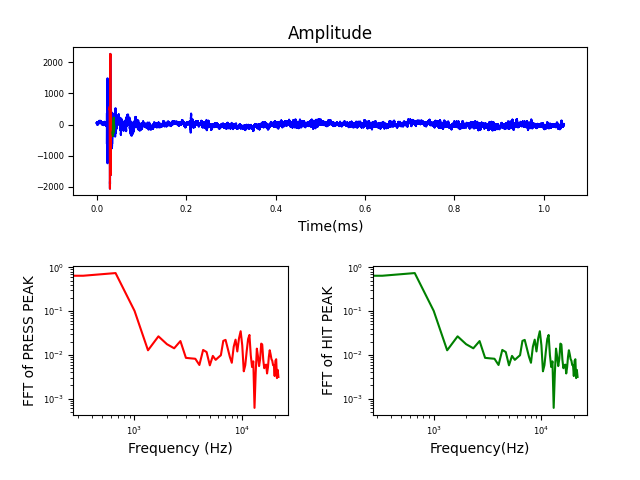 Amplitude
2000
1000
0
−1000
−2000
0.0 0.2 0.4 0.6 0.8 1.0
Time(ms)
FFT of PRESS PEAK
10⁰
10⁻¹
10⁻²
10⁻³
10³ 10⁴
Frequency (Hz)
FFT of HIT PEAK
10⁰
10⁻¹
10⁻²
10⁻³
10³ 10⁴
Frequency(Hz)